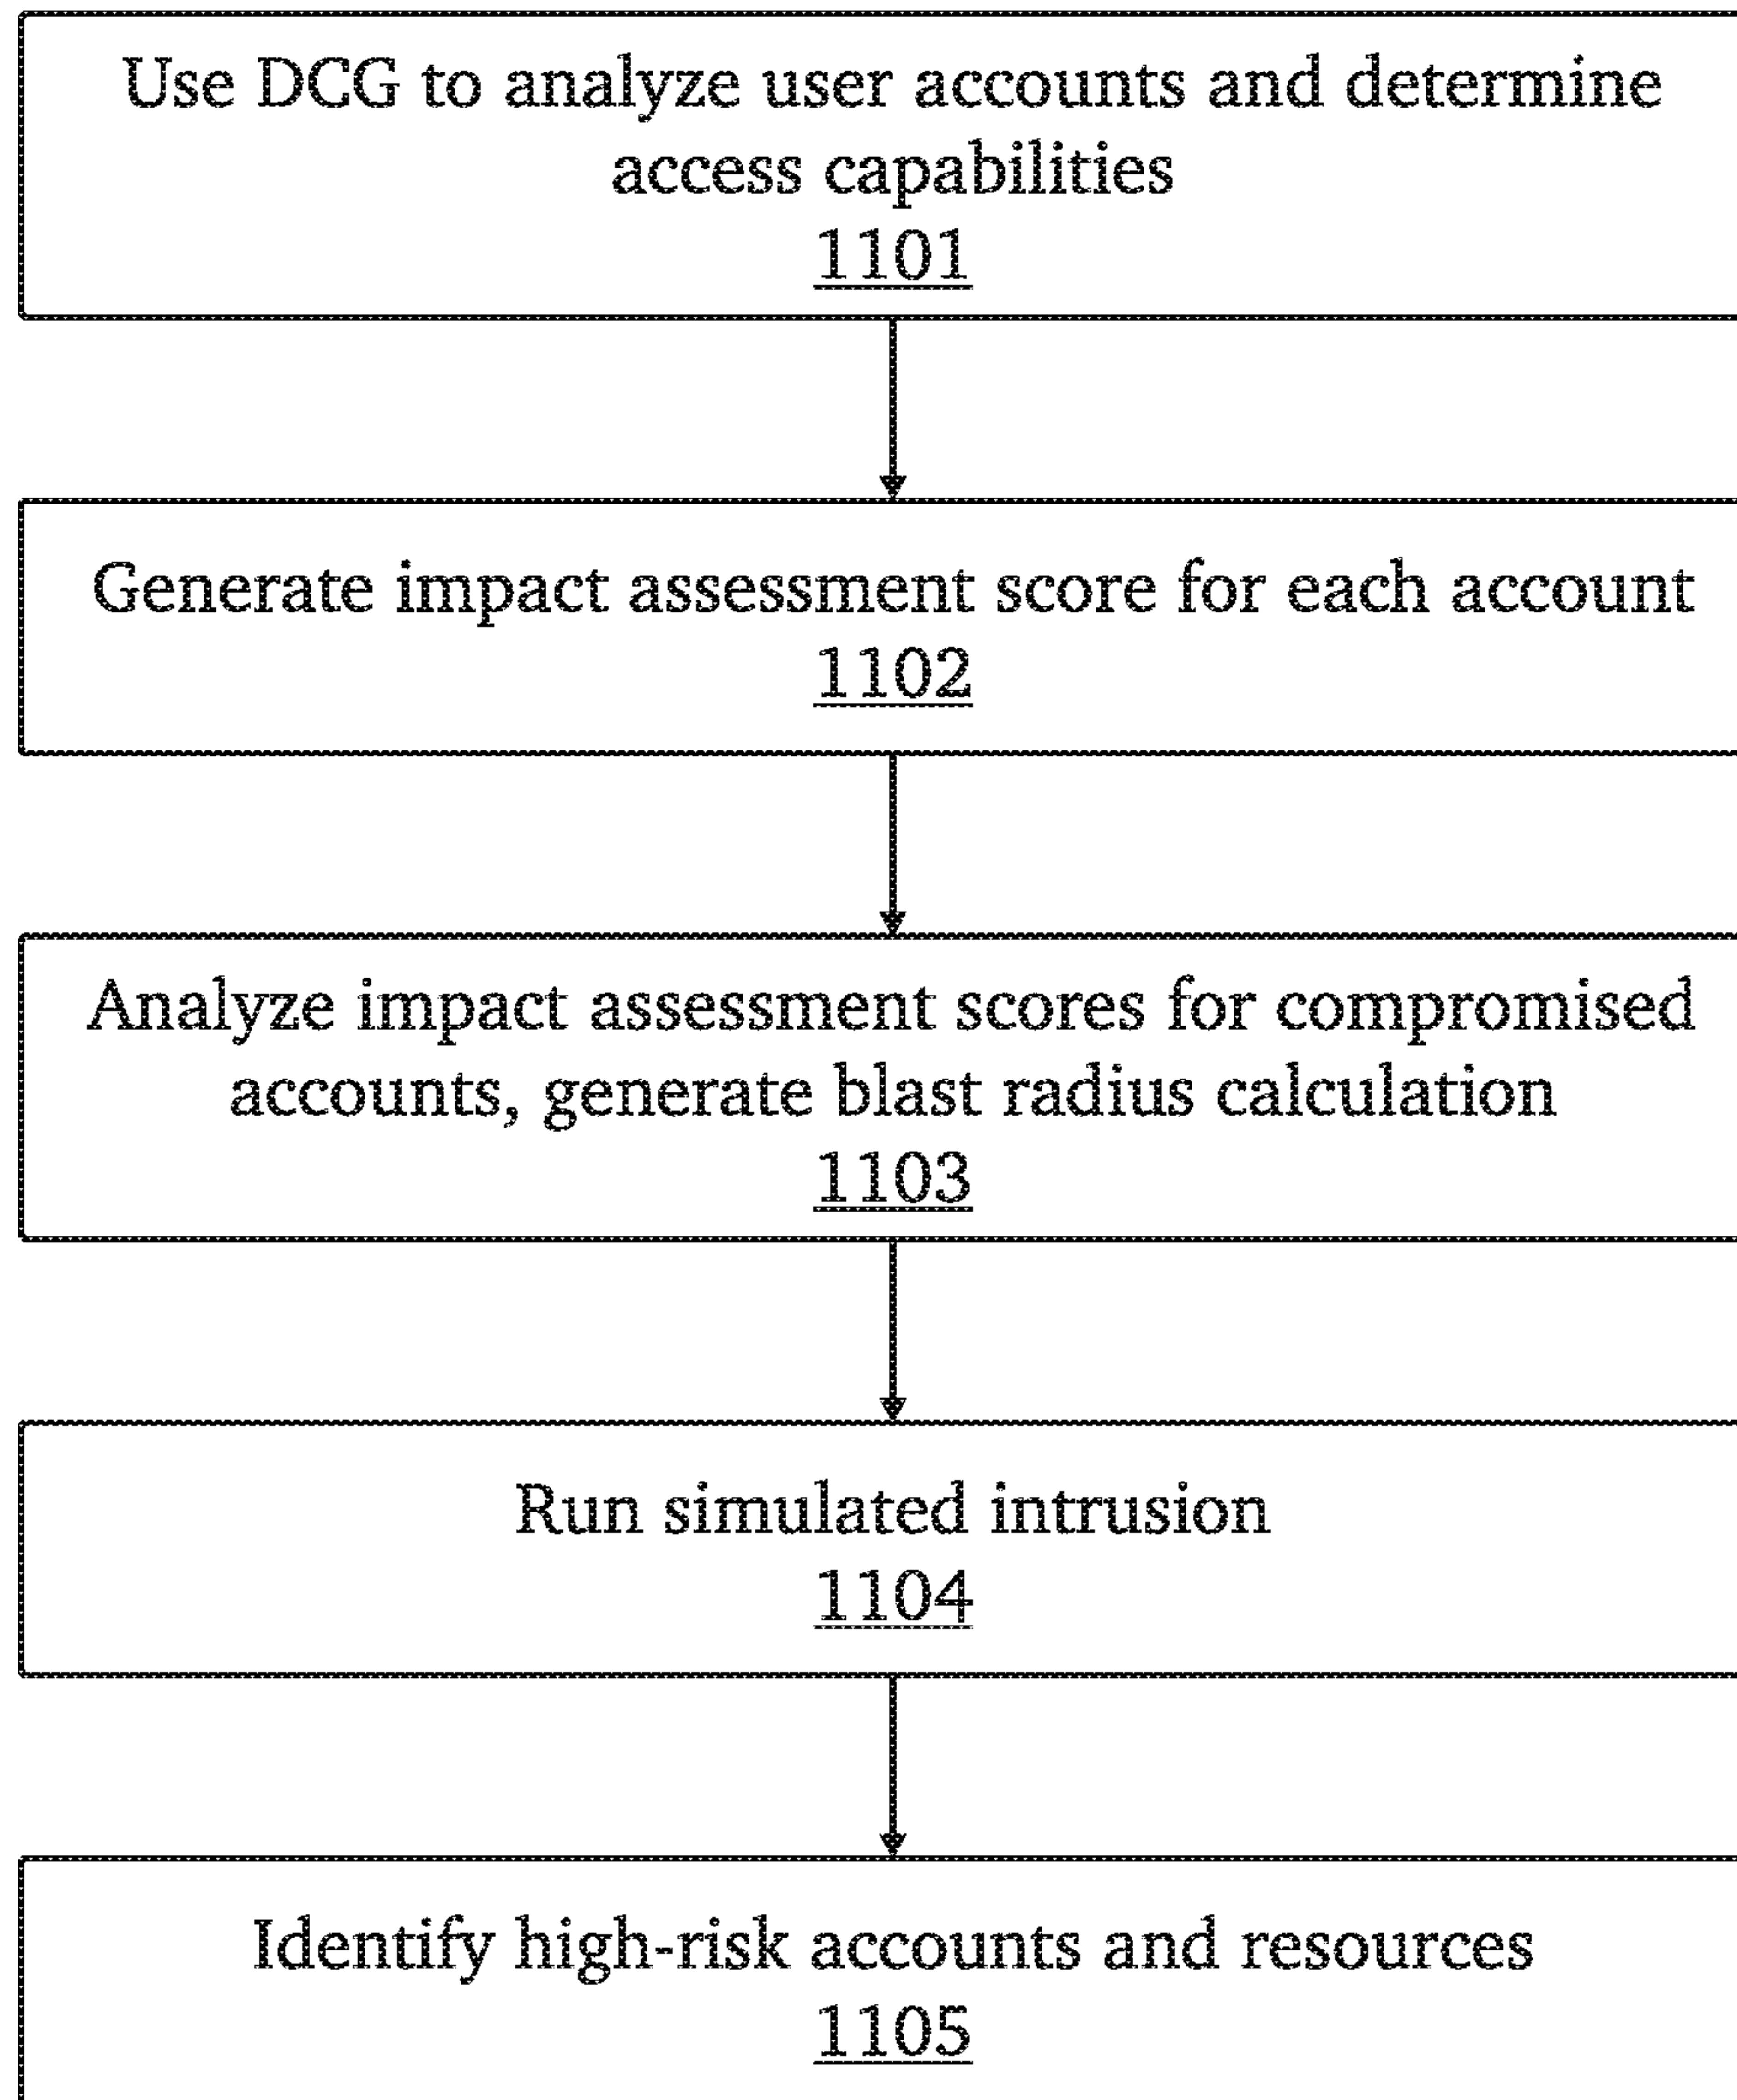 Use DCG to analyze user accounts and determine
access capabilities
1101
Generate impact assessment score for each account
1102
Analyze impact assessment scores for compromised
accounts, generate blast radius calculation
1103
Run simulated intrusion
1104
Identify high-risk accounts and resources
1105